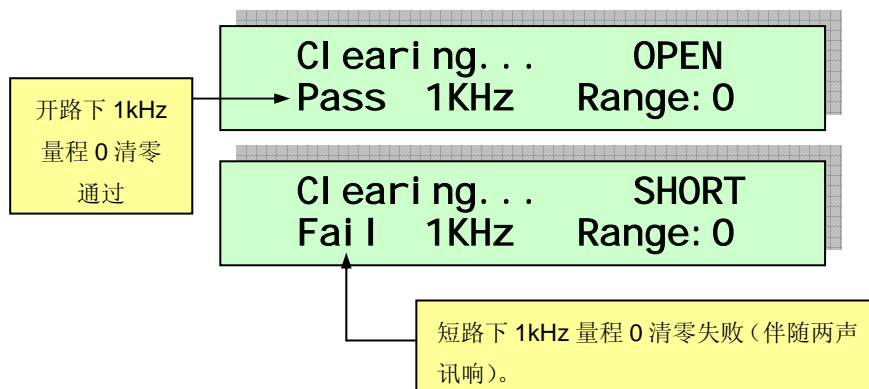 Clearing... OPEN
Pass 1KHz Range:0
开路下 1kHz
量程 0 清零
通过
Clearing... SHORT
Fail 1KHz Range:0
短路下 1kHz 量程 0 清零失败（伴随两声
讯响）。